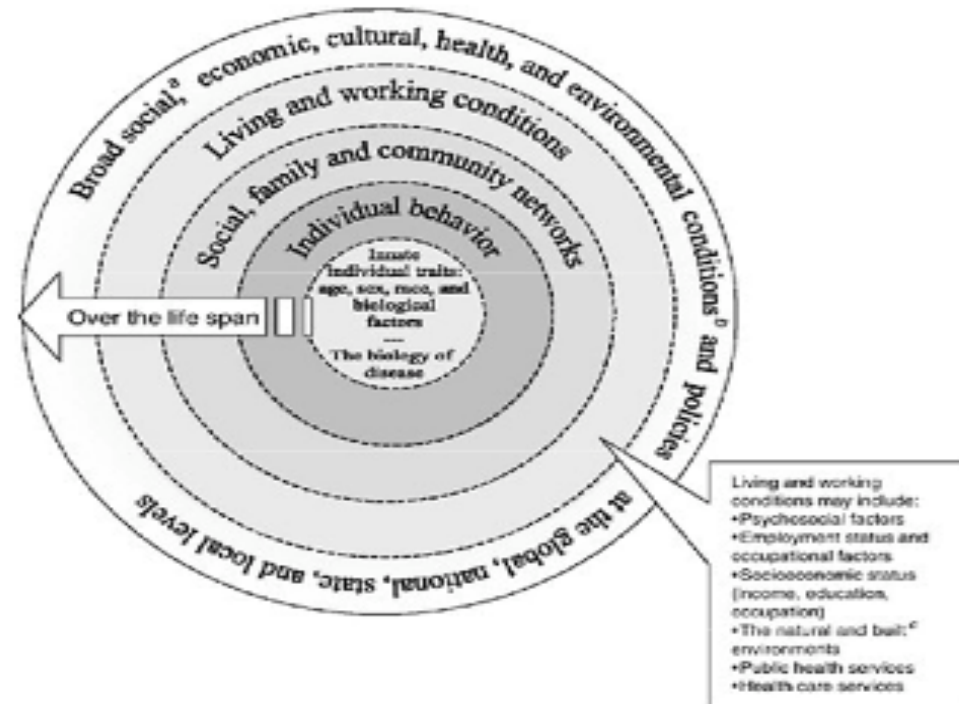 Broad social,a economic, cultural, health, and environmental conditionsb and policies
at the global, national, state, and local levels
Living and working conditions
Social, family and community networks
Individual behavior
Innate
individual traits:
age, sex, race, and
biological
factors
---
The biology of
disease
Over the life span
Living and working
conditions may include:
•Psychosocial factors
•Employment status and
occupational factors
•Socioeconomic status
(income, education,
occupation)
•The natural and builtc
environments
•Public health services
•Health care services